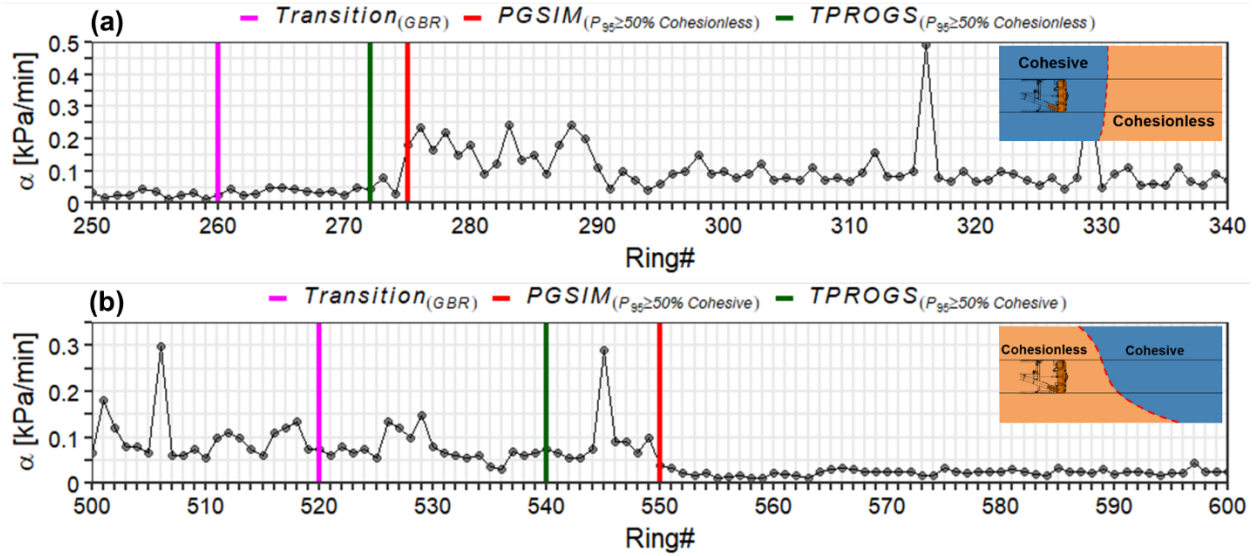 (a) Transition(GBR) PGSIM(P95≥50% Cohesionless) TPROGS(P95≥50% Cohesionless)
0.5
0.4
0.3
0.2
0.1
0
α [kPa/min]
Cohesive
Cohesionless
250 260 270 280 290 300 310 320 330 340
Ring#
(b) Transition(GBR) PGSIM(P95≥50% Cohesive) TPROGS(P95≥50% Cohesive)
0.3
0.2
0.1
0
α [kPa/min]
Cohesionless Cohesive
500 510 520 530 540 550 560 570 580 590 600
Ring#